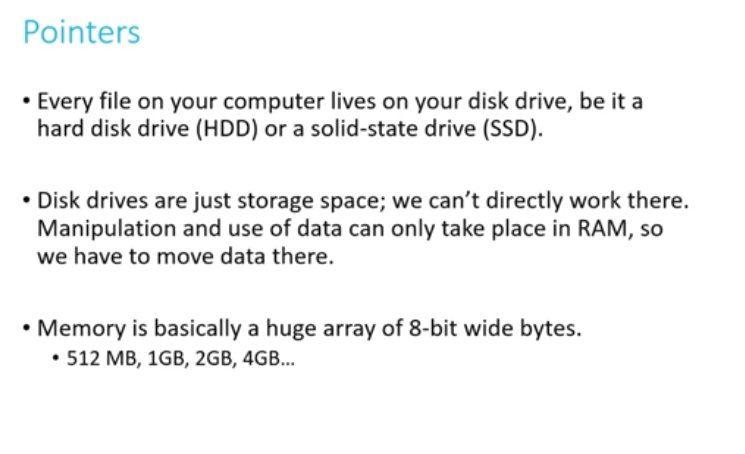 Pointers
• Every file on your computer lives on your disk drive, be it a
hard disk drive (HDD) or a solid-state drive (SSD).
• Disk drives are just storage space; we can’t directly work there.
Manipulation and use of data can only take place in RAM, so
we have to move data there.
• Memory is basically a huge array of 8-bit wide bytes.
• 512 MB, 1GB, 2GB, 4GB...